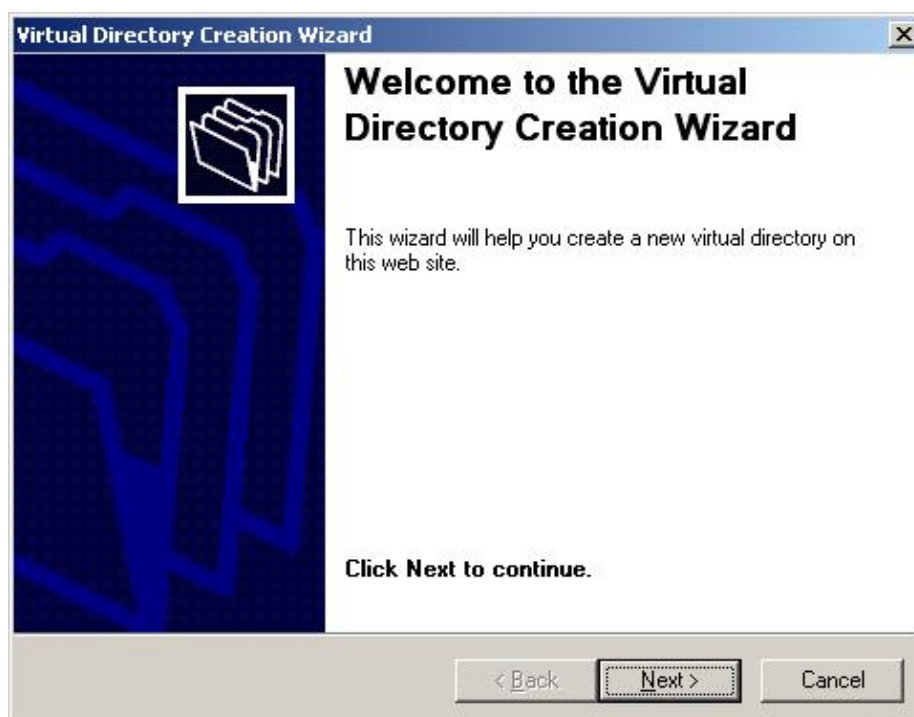 Virtual Directory Creation Wizard
Welcome to the Virtual
Directory Creation Wizard
This wizard will help you create a new virtual directory on
this web site.
Click Next to continue.
< Back
Next >
Cancel